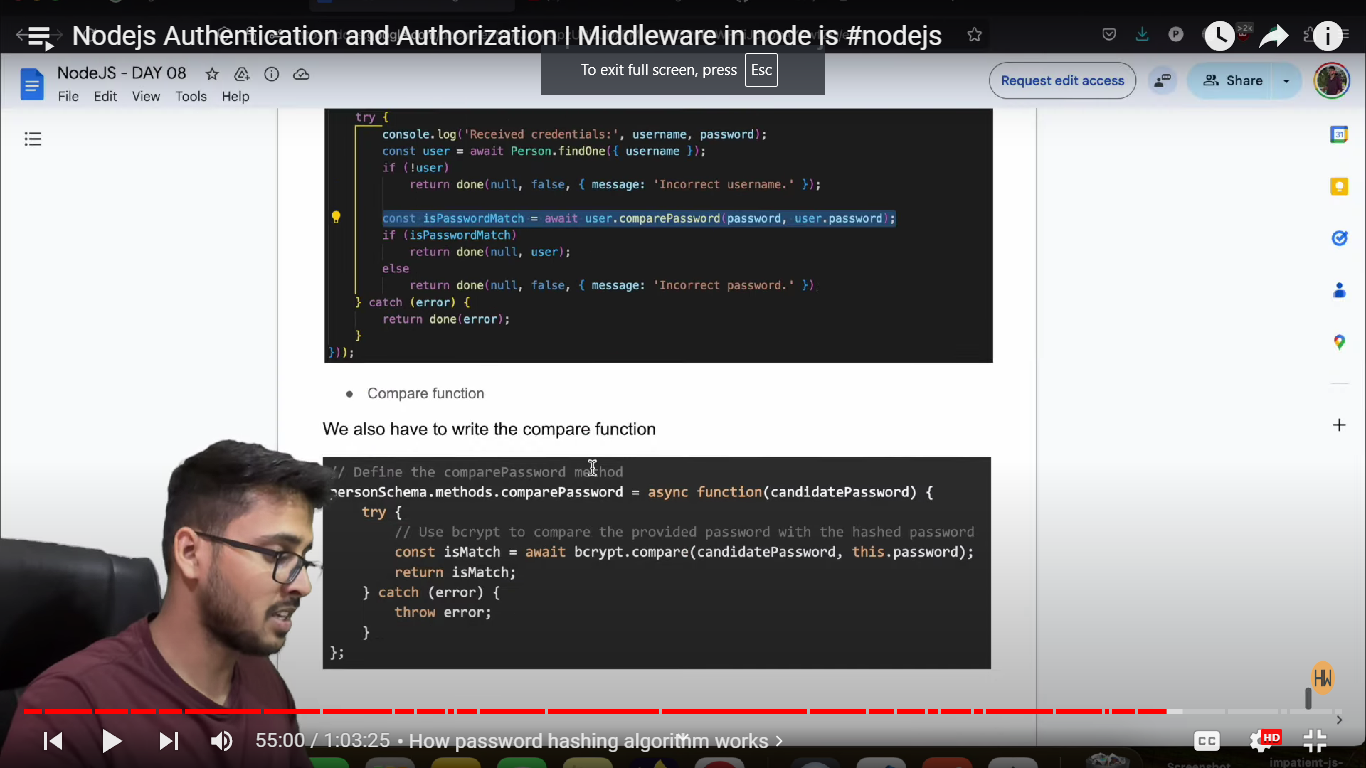 Nodejs Authentication and Authorization | Middleware in node js #nodejs
To exit full screen, press Esc
NodeJS - DAY 08
File Edit View Tools Help
Request edit access
Share
try {
console.log('Received credentials:', username, password);
const user = await Person.findOne({ username });
if (!user)
return done(null, false, { message: 'Incorrect username.' });
const isPasswordMatch = await user.comparePassword(password, user.password);
if (isPasswordMatch)
return done(null, user);
else
return done(null, false, { message: 'Incorrect password.' })
} catch (error) {
return done(error);
}
}));
● Compare function
We also have to write the compare function
// Define the comparePassword method
personSchema.methods.comparePassword = async function(candidatePassword) {
try {
// Use bcrypt to compare the provided password with the hashed password
const isMatch = await bcrypt.compare(candidatePassword, this.password);
return isMatch;
} catch (error) {
throw error;
}
};
HW
55:00 / 1:03:25 • How password hashing algorithm works >
CC
HD
Screenshot
impatient-js-